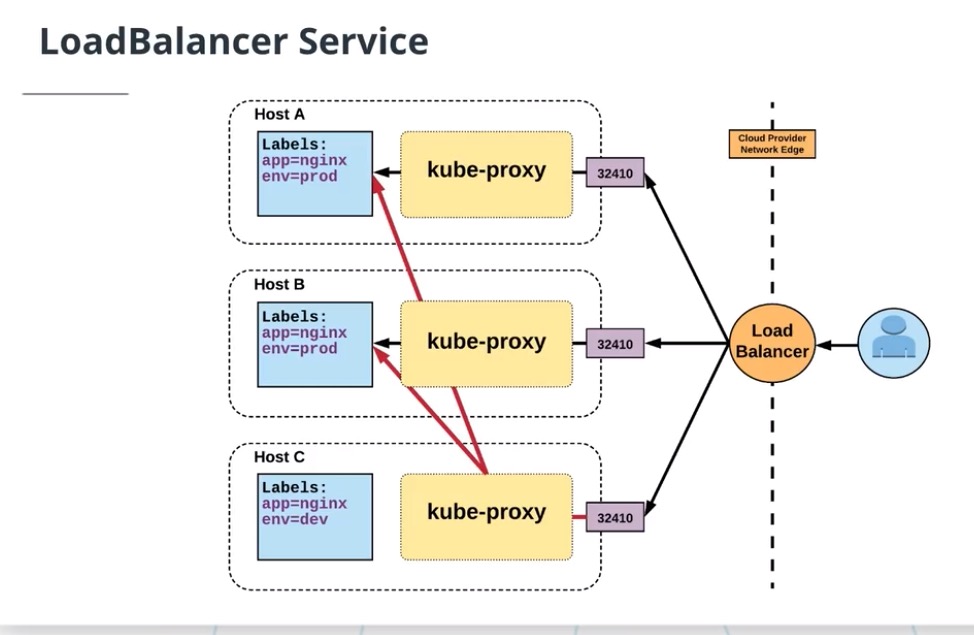 LoadBalancer Service
Host A
Labels:
app=nginx
env=prod
kube-proxy
32410
Cloud Provider
Network Edge
Host B
Labels:
app=nginx
env=prod
kube-proxy
32410
Load
Balancer
Host C
Labels:
app=nginx
env=dev
kube-proxy
32410